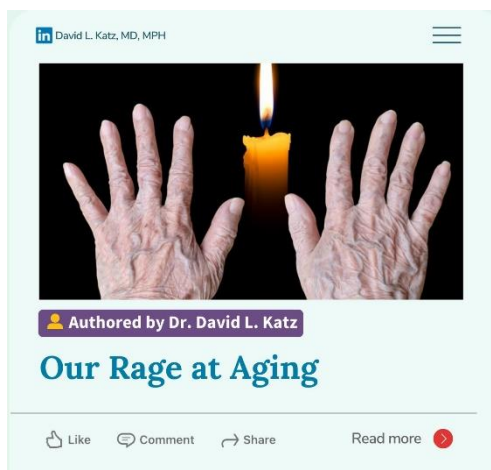 in David L. Katz, MD, MPH
Authored by Dr. David L. Katz
Our Rage at Aging
Like Comment Share Read more